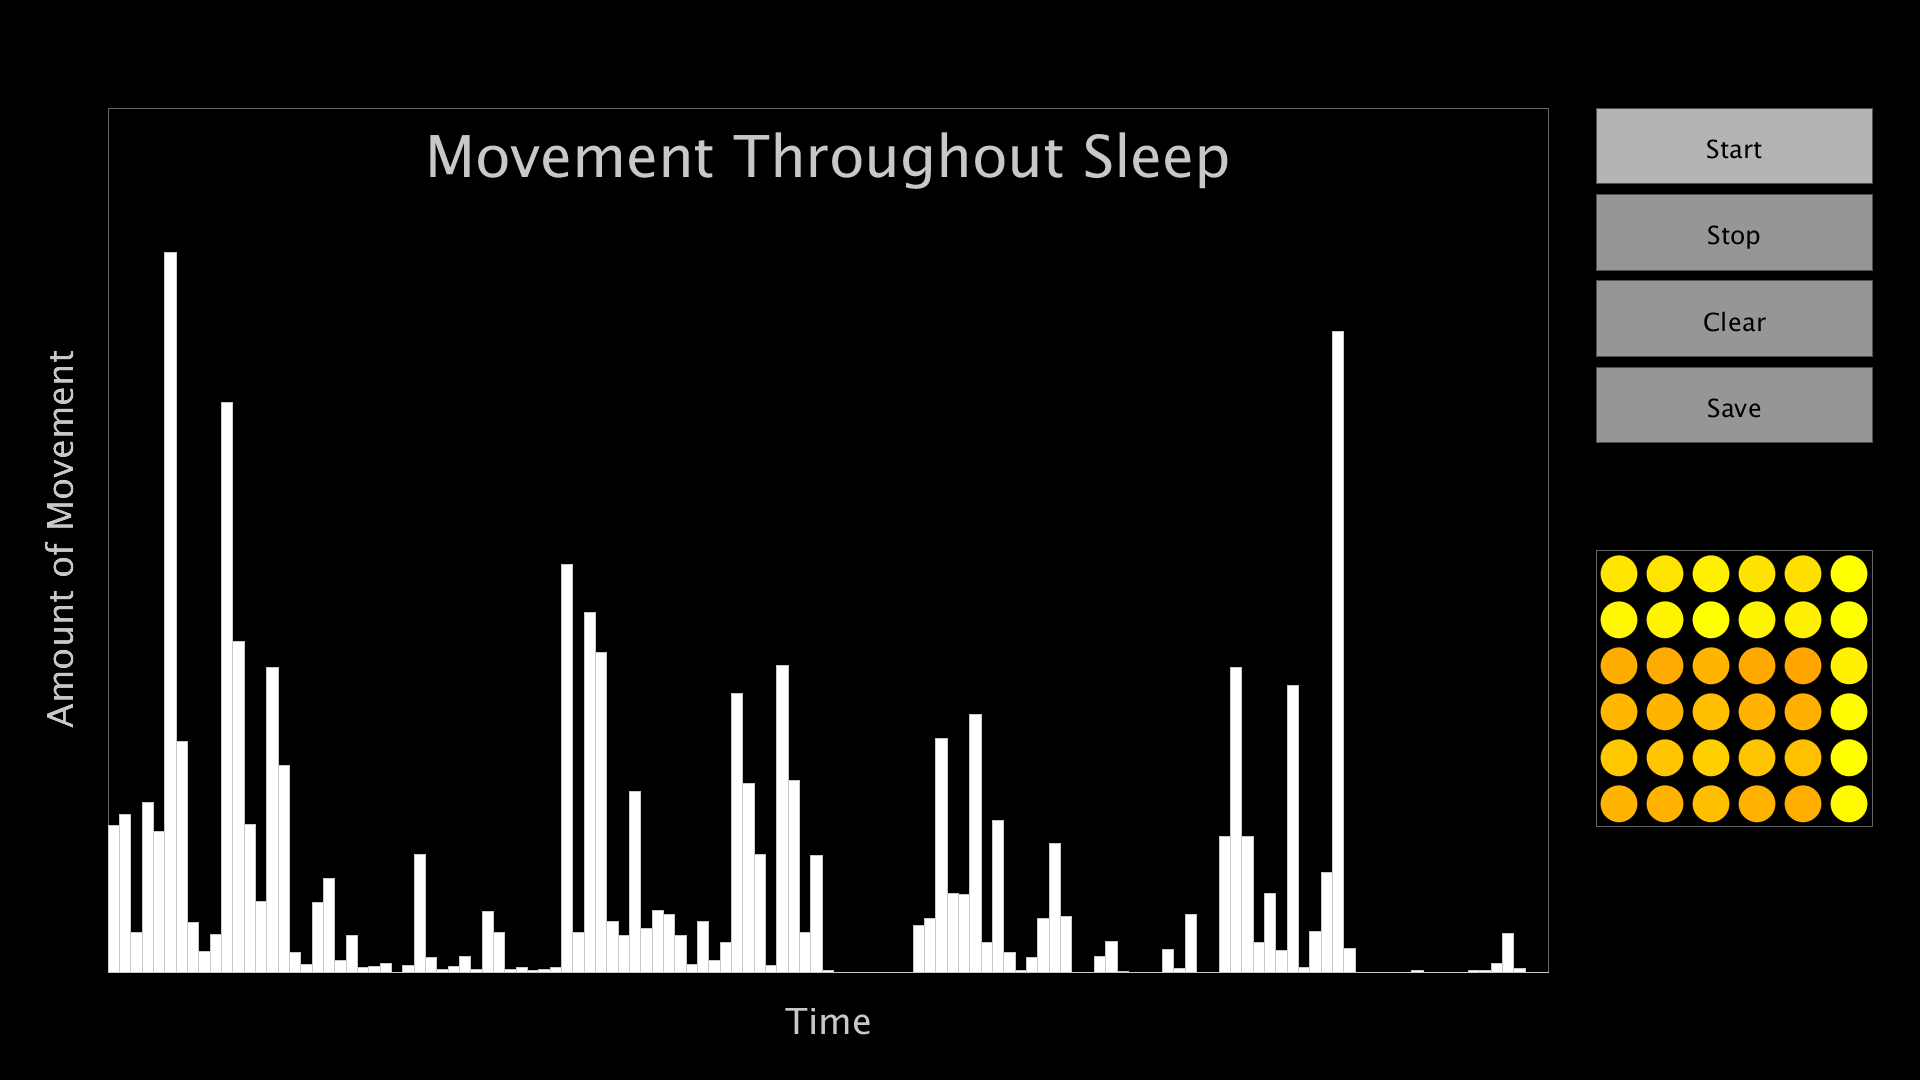 Movement Throughout Sleep
Amount of Movement
Time
Start
Stop
Clear
Save